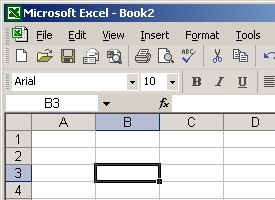 Microsoft Excel - Book2
File Edit View Insert Format Tools
Arial 10 B I U
B3 fx
A B C D
1
2
3
4